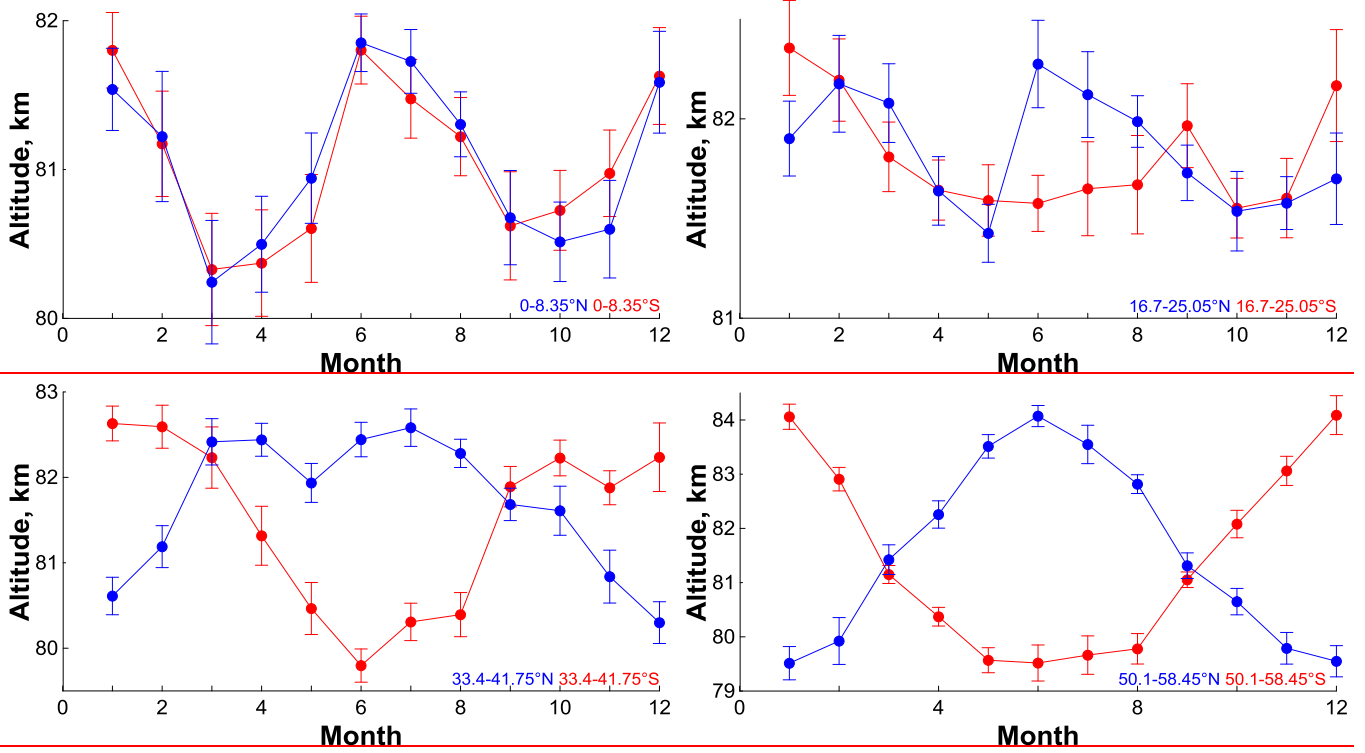 82
81
80
Altitude, km
0 2 4 6 8 10 12
Month
0-8.35°N 0-8.35°S
82
81
Altitude, km
0 2 4 6 8 10 12
Month
16.7-25.05°N 16.7-25.05°S
83
82
81
80
Altitude, km
0 2 4 6 8 10 12
Month
33.4-41.75°N 33.4-41.75°S
84
83
82
81
80
79
Altitude, km
0 4 8 12
Month
50.1-58.45°N 50.1-58.45°S